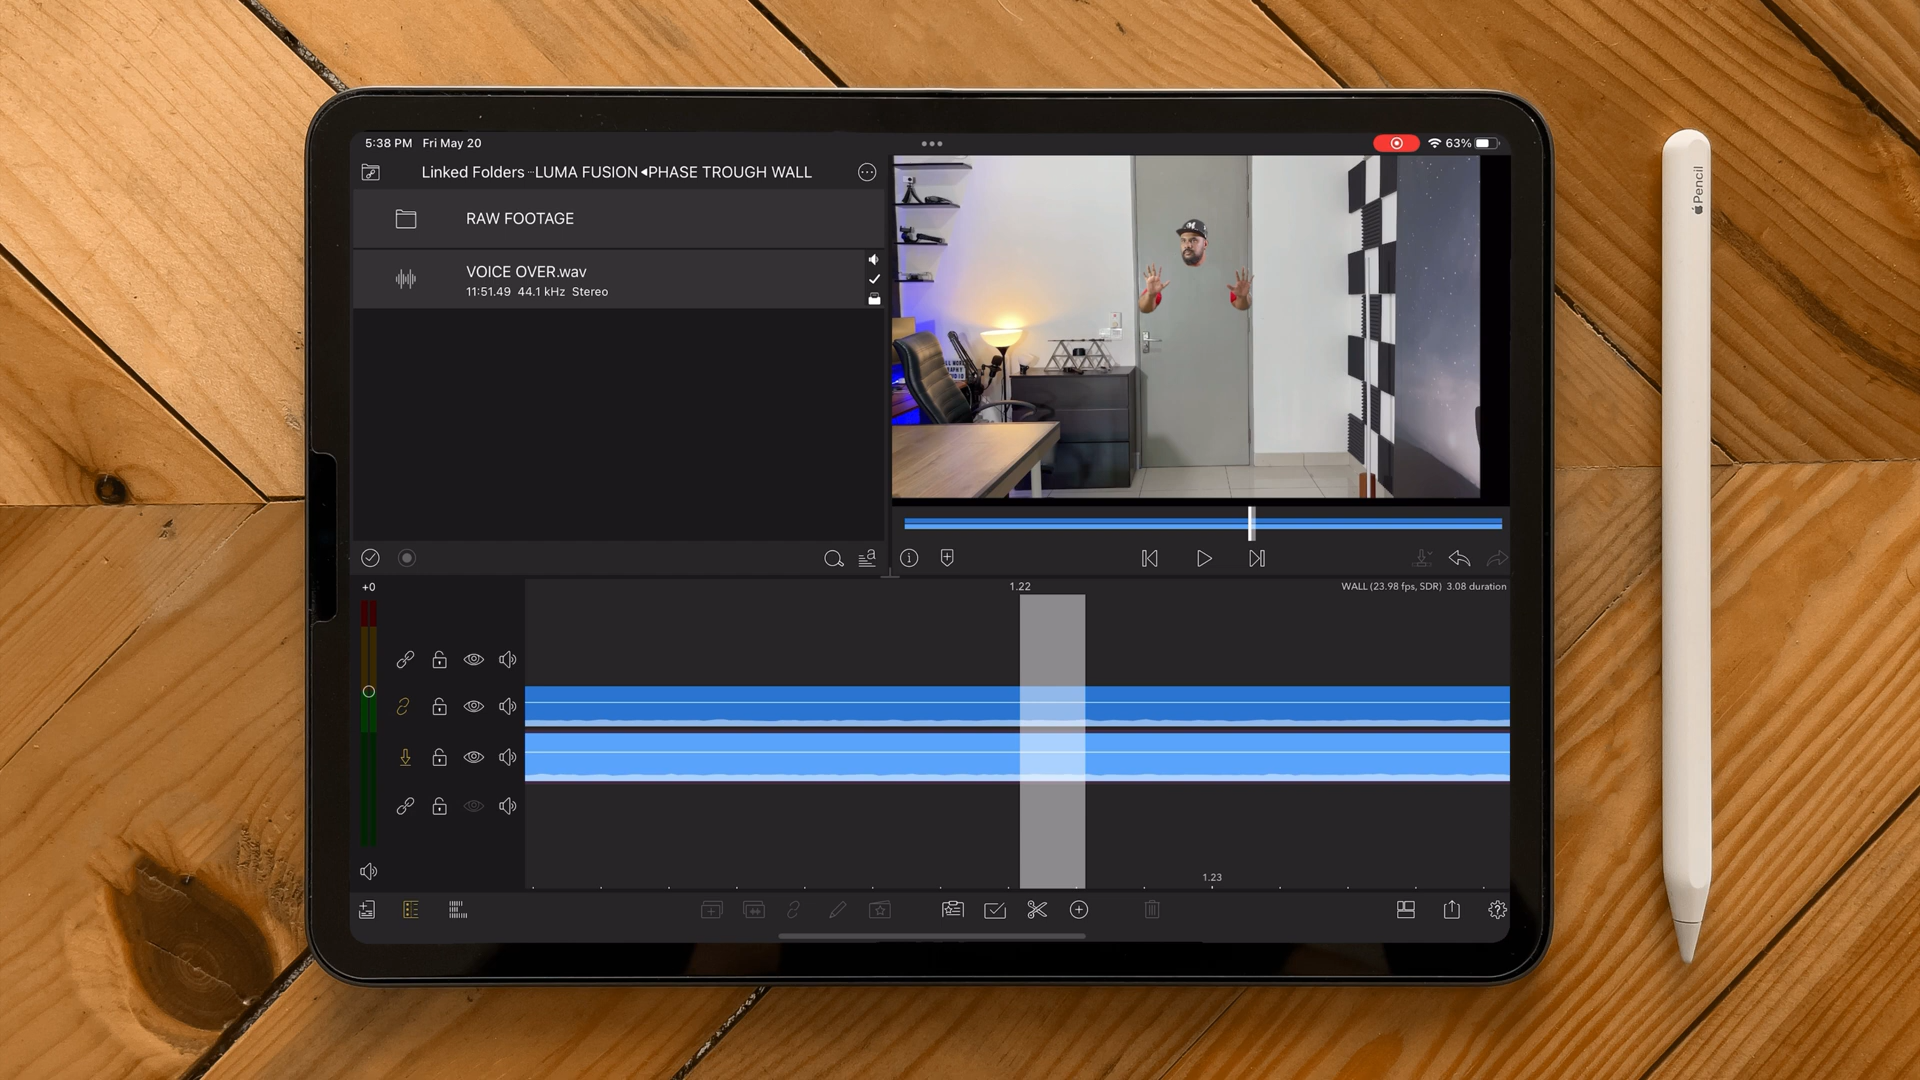 5:38 PM Fri May 20
63%
Linked Folders ··LUMA FUSION◂PHASE TROUGH WALL
RAW FOOTAGE
VOICE OVER.wav
11:51.49 44.1 kHz Stereo
Pencil
+0
1.22
WALL (23.98 fps, SDR) 3.08 duration
1.23